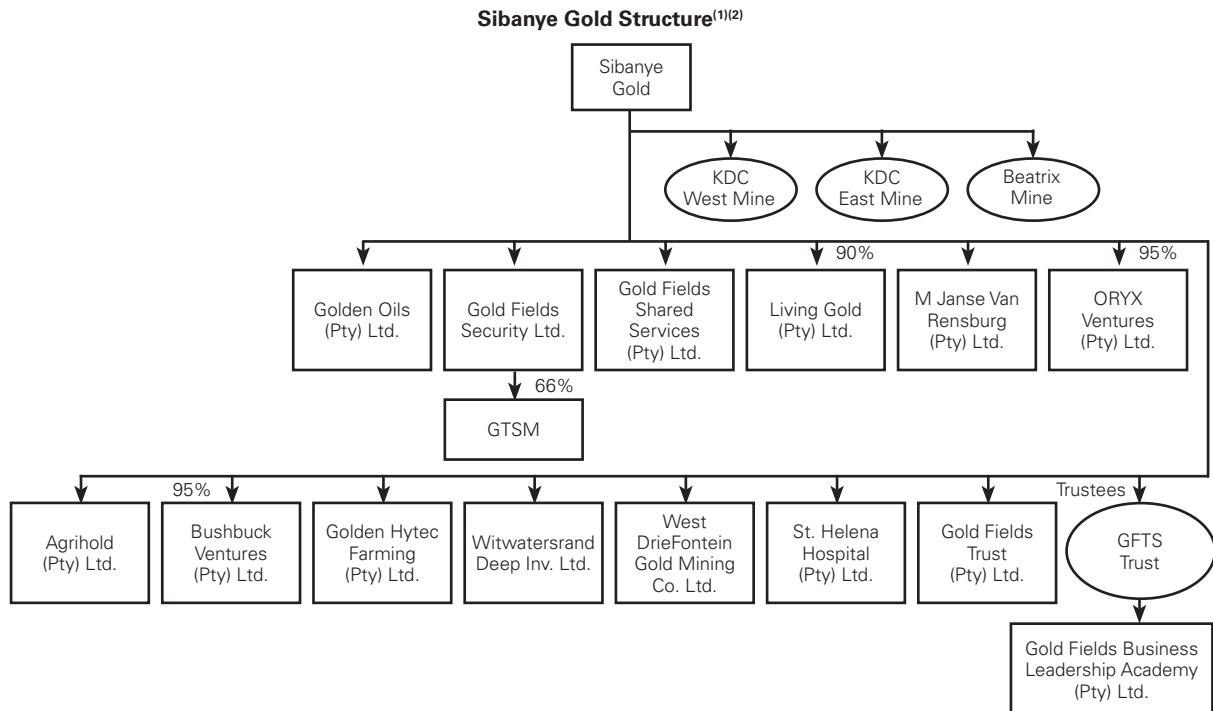 Sibanye Gold Structure(1)(2)
Sibanye
Gold
KDC
West Mine
KDC
East Mine
Beatrix
Mine
90%
95%
Golden Oils
(Pty) Ltd.
Gold Fields
Security Ltd.
Gold Fields
Shared
Services
(Pty) Ltd.
Living Gold
(Pty) Ltd.
M Janse Van
Rensburg
(Pty) Ltd.
ORYX
Ventures
(Pty) Ltd.
66%
GTSM
95%
Trustees
Agrihold
(Pty) Ltd.
Bushbuck
Ventures
(Pty) Ltd.
Golden Hytec
Farming
(Pty) Ltd.
Witwatersrand
Deep Inv. Ltd.
West
DrieFontein
Gold Mining
Co. Ltd.
St. Helena
Hospital
(Pty) Ltd.
Gold Fields
Trust
(Pty) Ltd.
GFTS
Trust
Gold Fields Business
Leadership Academy
(Pty) Ltd.